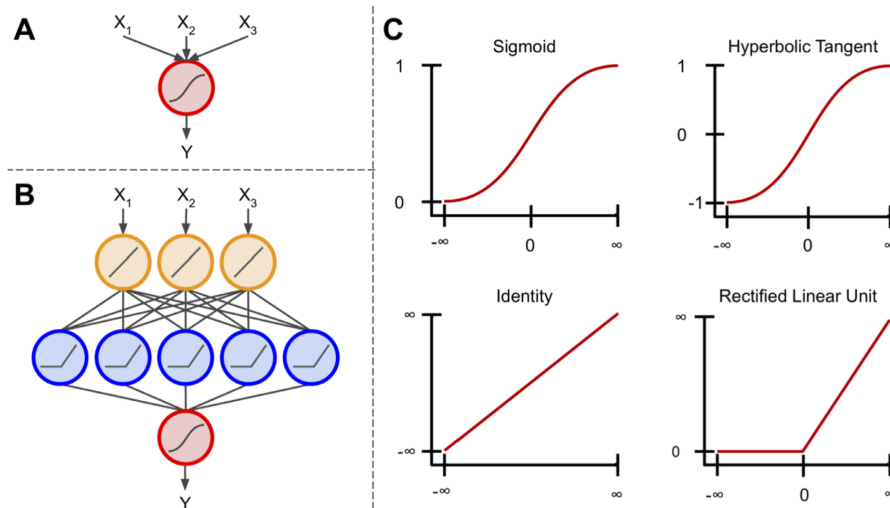 A
X₁ X₂ X₃
Y
B
X₁ X₂ X₃
Y
C
Sigmoid
1
0
-∞ 0 ∞
Hyperbolic Tangent
1
0
-1
-∞ 0 ∞
Identity
∞
-∞
-∞ ∞
Rectified Linear Unit
∞
0
-∞ 0 ∞